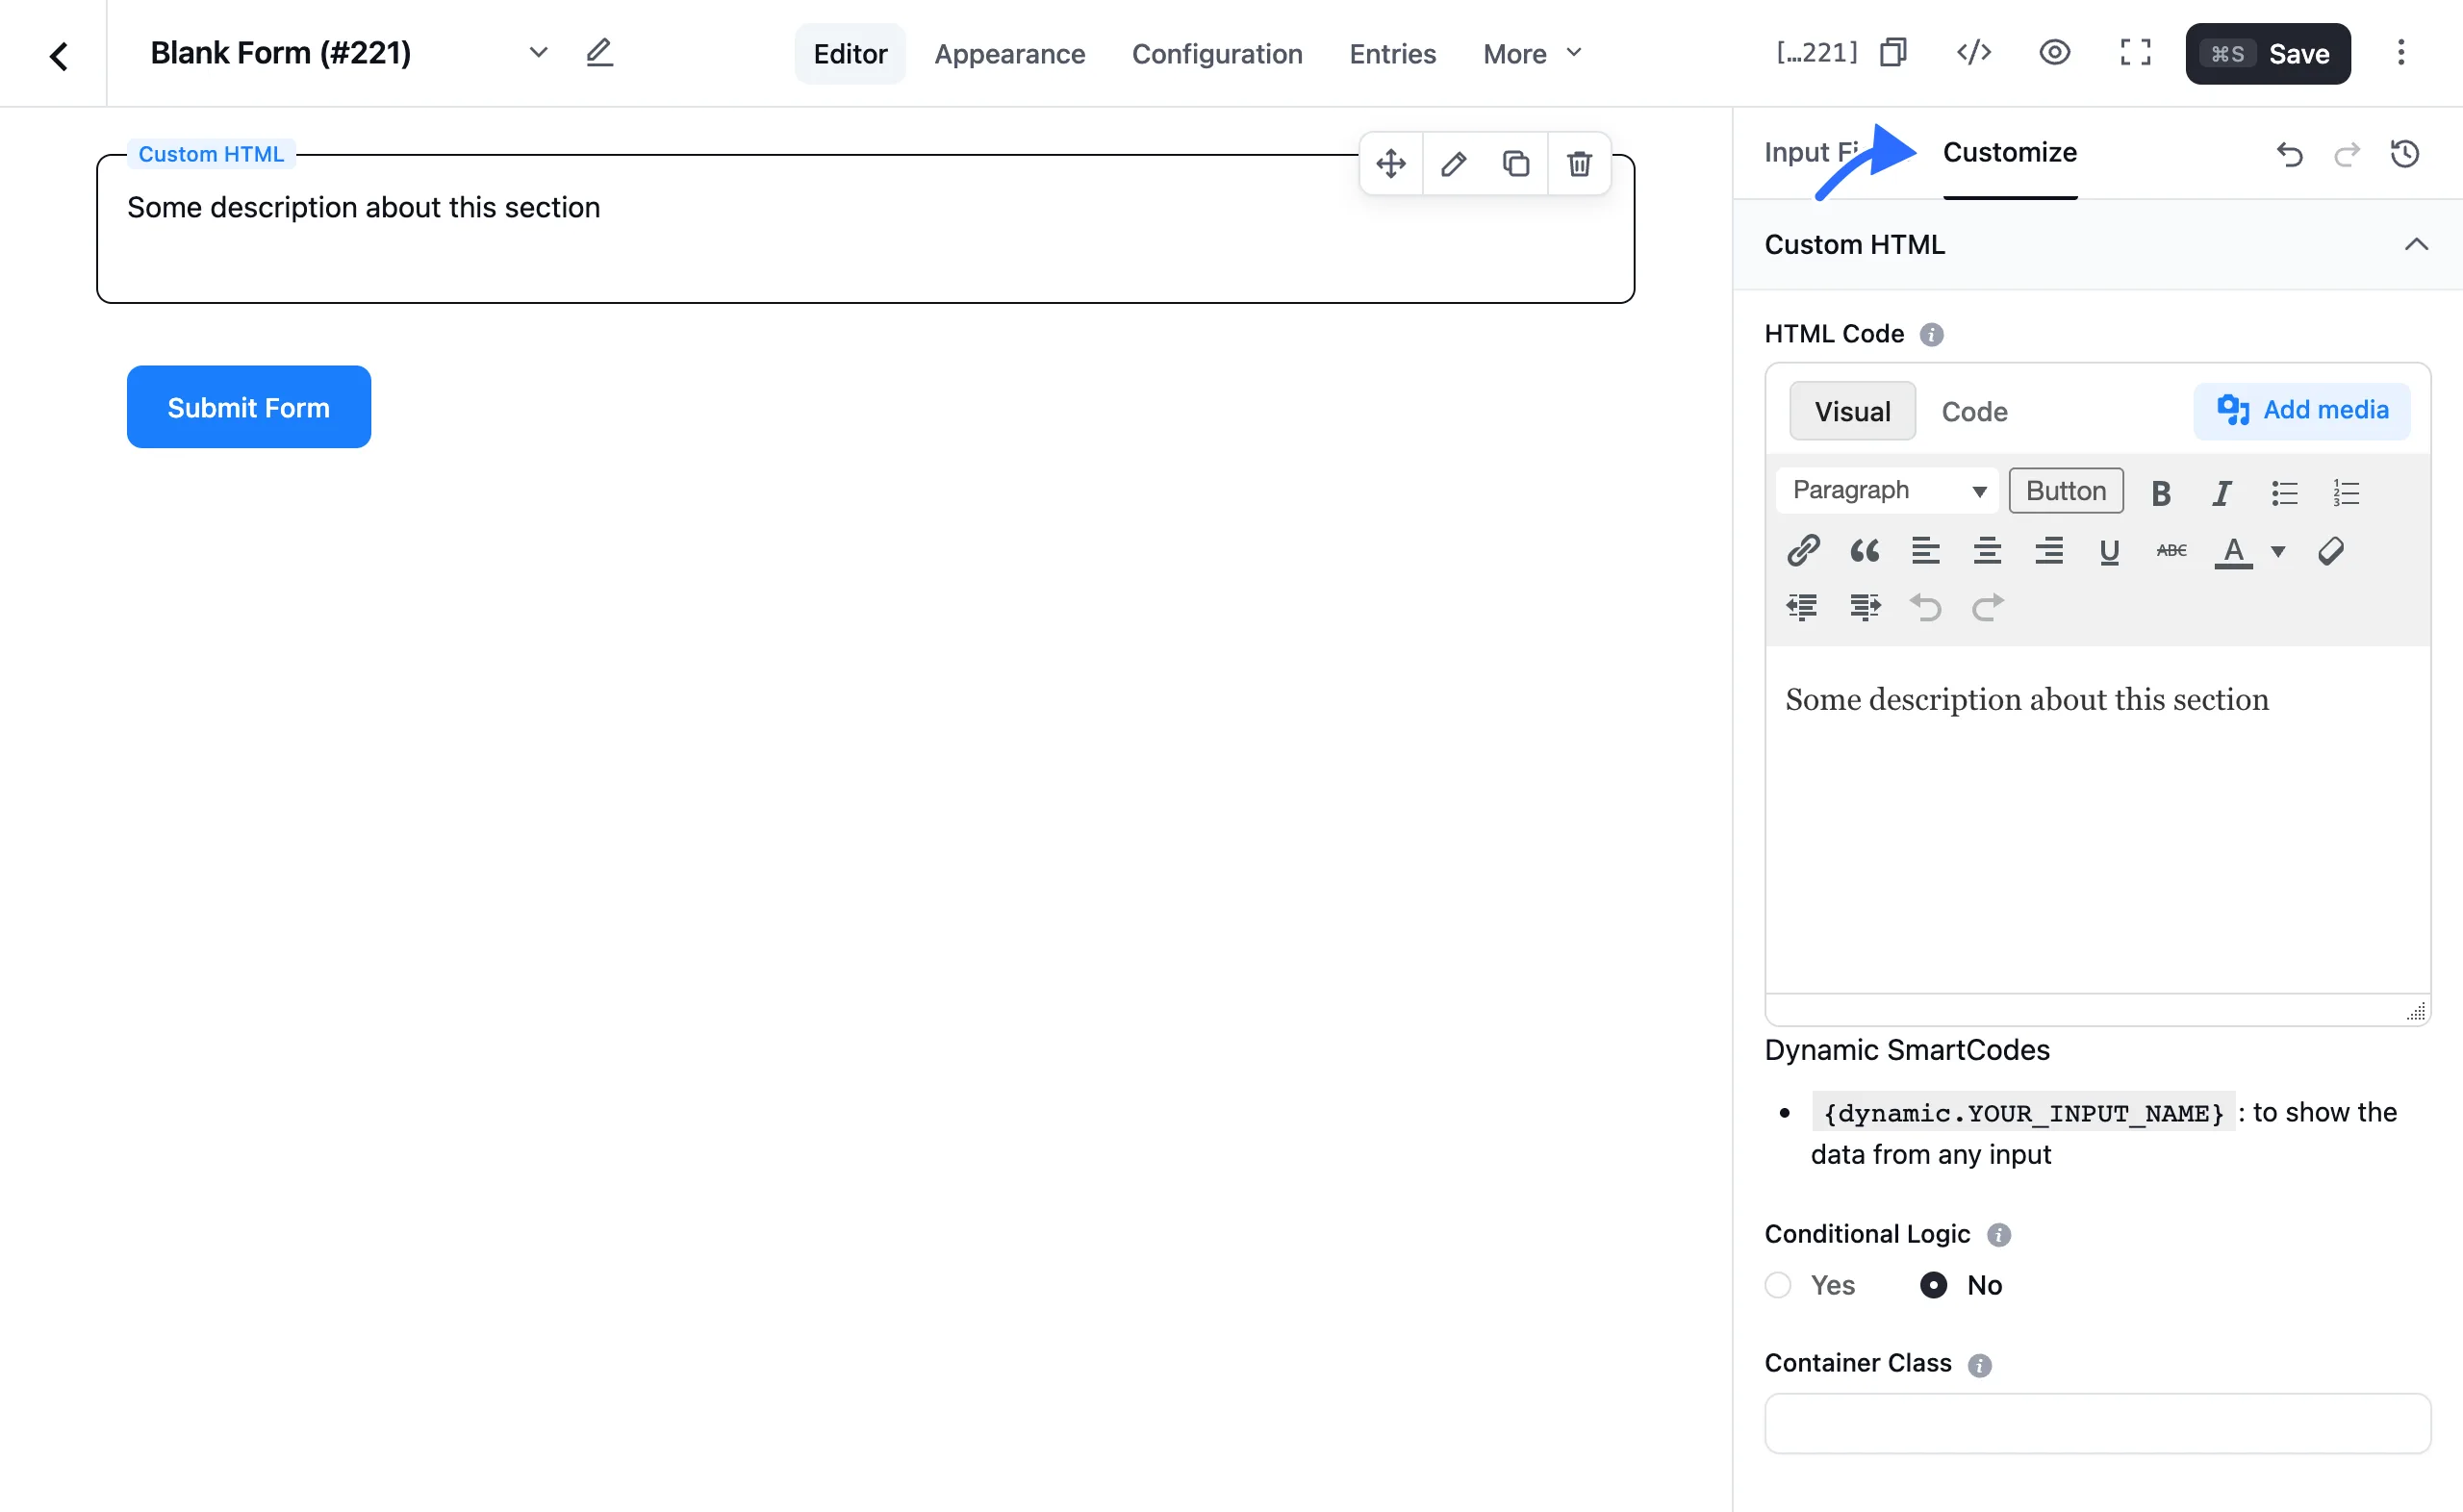 Blank Form (#221)
Editor Appearance Configuration Entries More
[...221]
⌘S Save
Custom HTML
Some description about this section
Submit Form
Input Fi
Customize
Custom HTML
HTML Code
Visual Code
Add media
Paragraph Button B I
U ABC A
Some description about this section
Dynamic SmartCodes
{dynamic.YOUR_INPUT_NAME} : to show the
data from any input
Conditional Logic
Yes No
Container Class